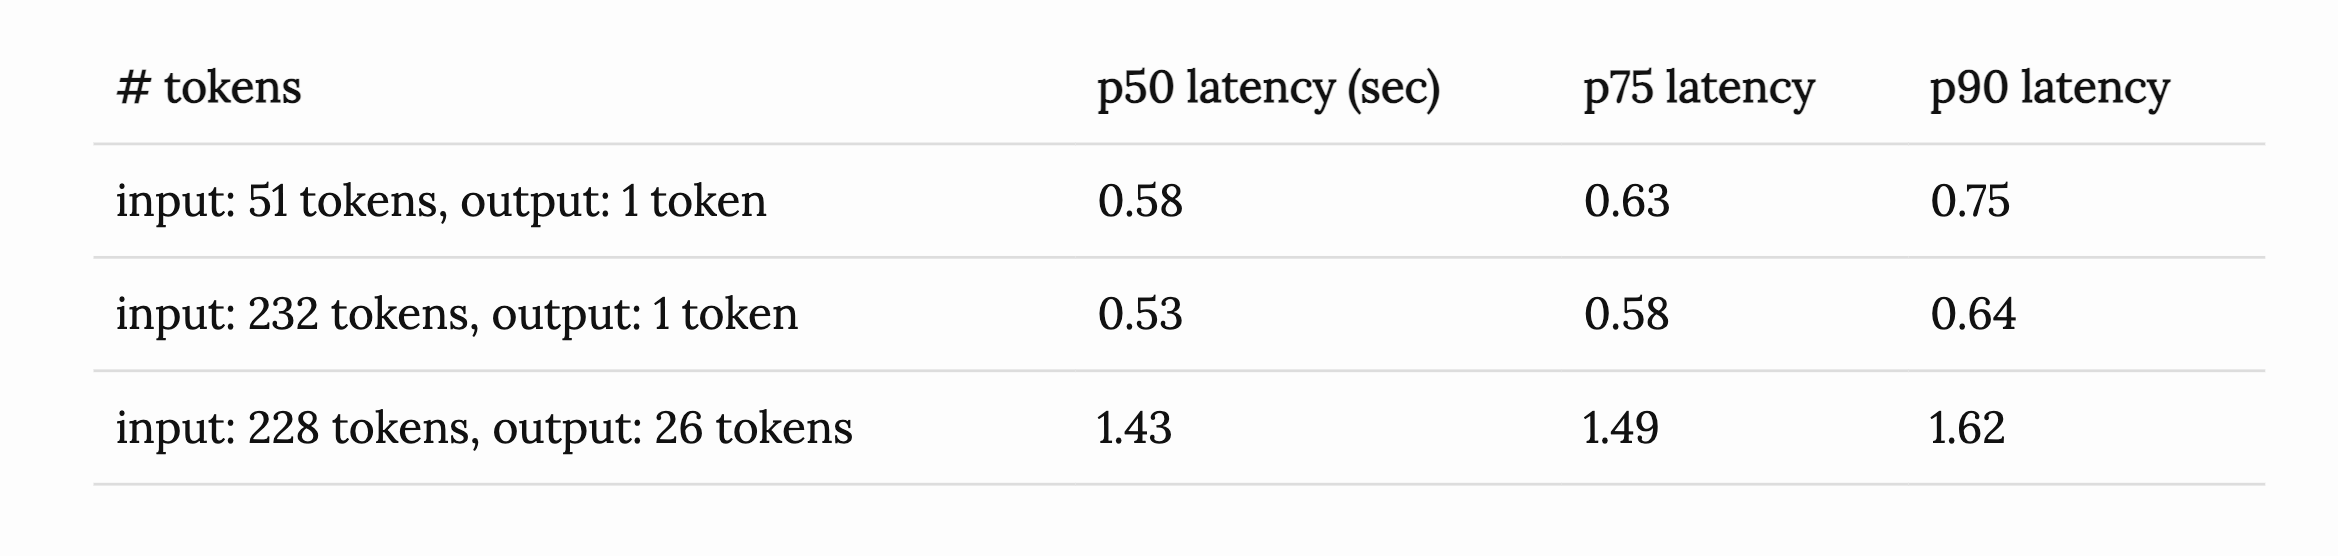 # tokens p50 latency (sec) p75 latency p90 latency
input: 51 tokens, output: 1 token 0.58 0.63 0.75
input: 232 tokens, output: 1 token 0.53 0.58 0.64
input: 228 tokens, output: 26 tokens 1.43 1.49 1.62